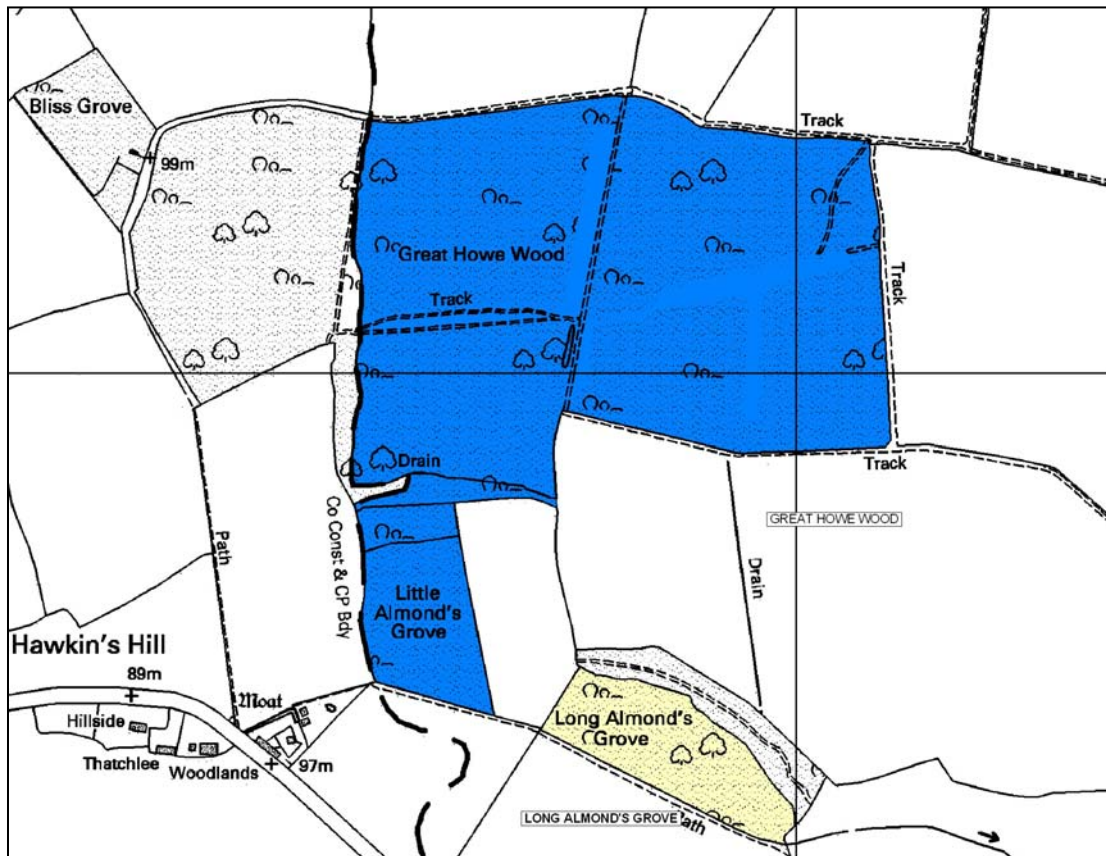 Bliss Grove
99m
Track
Great Howe Wood
Track
Track
Drain
Track
Co Const & CP Bdy
GREAT HOWE WOOD
Path
Drain
Little
Almond's
Grove
Hawkin's Hill
89m
Moat
Hillside
Long Almond's
Grove
Thatchlee
Woodlands
97m
LONG ALMOND'S GROVE
Path